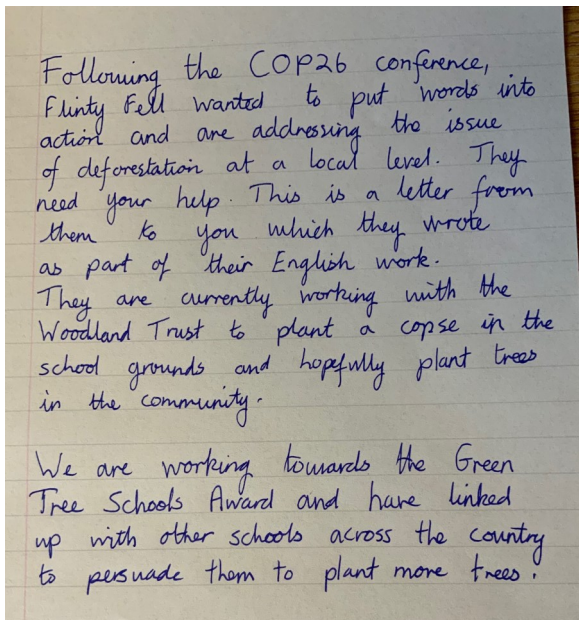 Following the COP26 conference,
Flinty Fell wanted to put words into
action and are addressing the issue
of deforestation at a local level. They
need your help. This is a letter from
them to you which they wrote
as part of their English work.
They are currently working with the
Woodland Trust to plant a copse in the
school grounds and hopefully plant trees
in the community.
We are working towards the Green
Tree Schools Award and have linked
up with other schools across the country
to persuade them to plant more trees.